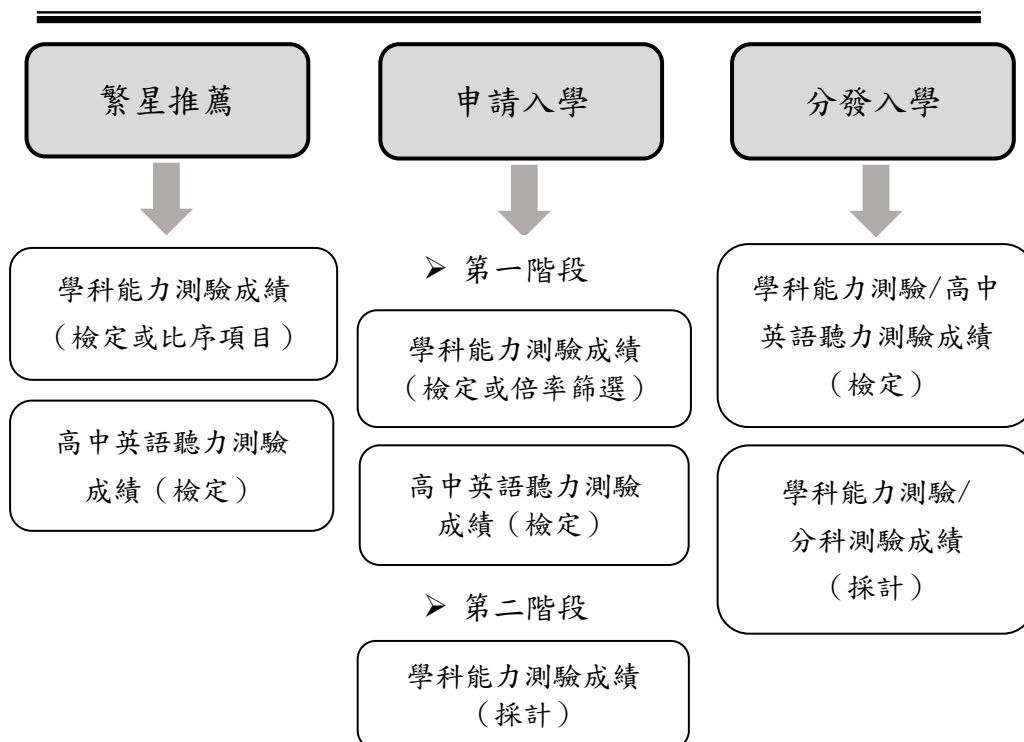 繁星推薦
學科能力測驗成績
（檢定或比序項目）
高中英語聽力測驗
成績（檢定）
申請入學
➢ 第一階段
學科能力測驗成績
（檢定或倍率篩選）
高中英語聽力測驗
成績（檢定）
➢ 第二階段
學科能力測驗成績
（採計）
分發入學
學科能力測驗/高中
英語聽力測驗成績
（檢定）
學科能力測驗/
分科測驗成績
（採計）